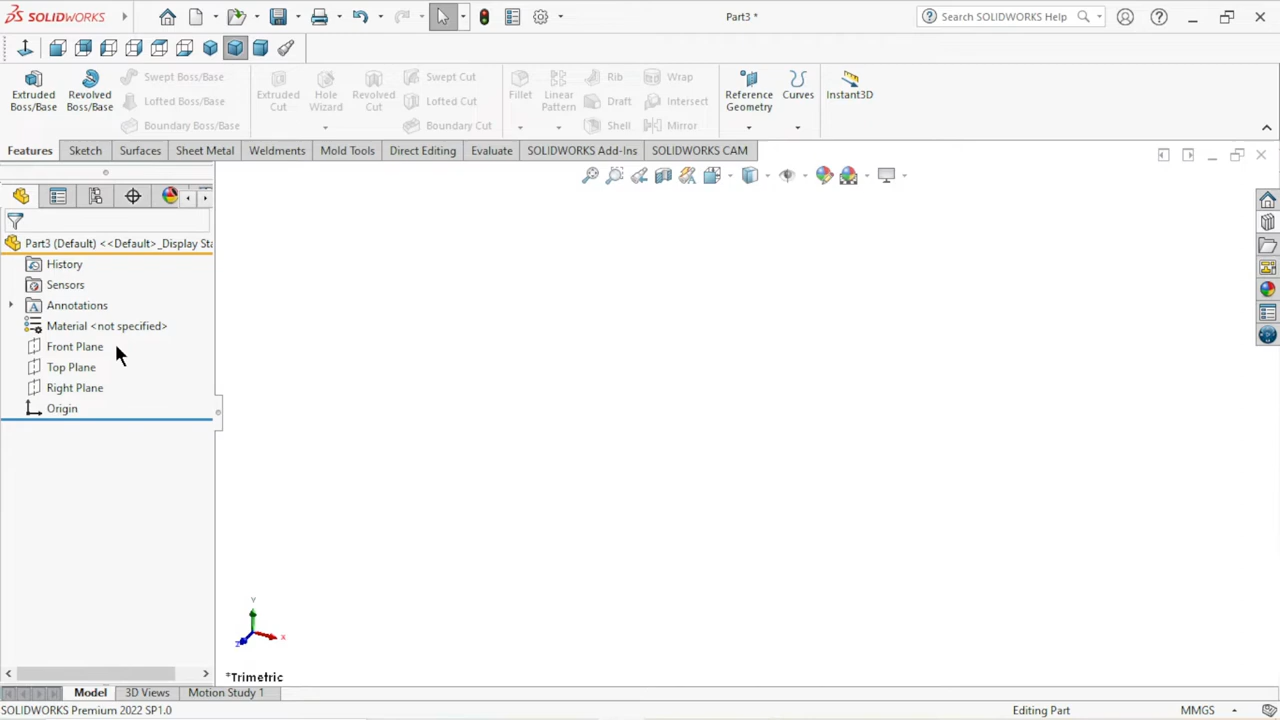 SOLIDWORKS
Part3 *
Search SOLIDWORKS Help
Extruded Boss/Base
Revolved Boss/Base
Swept Boss/Base
Lofted Boss/Base
Boundary Boss/Base
Extruded Cut
Hole Wizard
Revolved Cut
Swept Cut
Lofted Cut
Boundary Cut
Fillet
Linear Pattern
Rib
Draft
Shell
Wrap
Intersect
Mirror
Reference Geometry
Curves
Instant3D
Features
Sketch
Surfaces
Sheet Metal
Weldments
Mold Tools
Direct Editing
Evaluate
SOLIDWORKS Add-Ins
SOLIDWORKS CAM
Part3 (Default) <<Default>_Display Sta
History
Sensors
Annotations
Material <not specified>
Front Plane
Top Plane
Right Plane
Origin
Y
X
Z
*Trimetric
Model
3D Views
Motion Study 1
SOLIDWORKS Premium 2022 SP1.0
Editing Part
MMGS